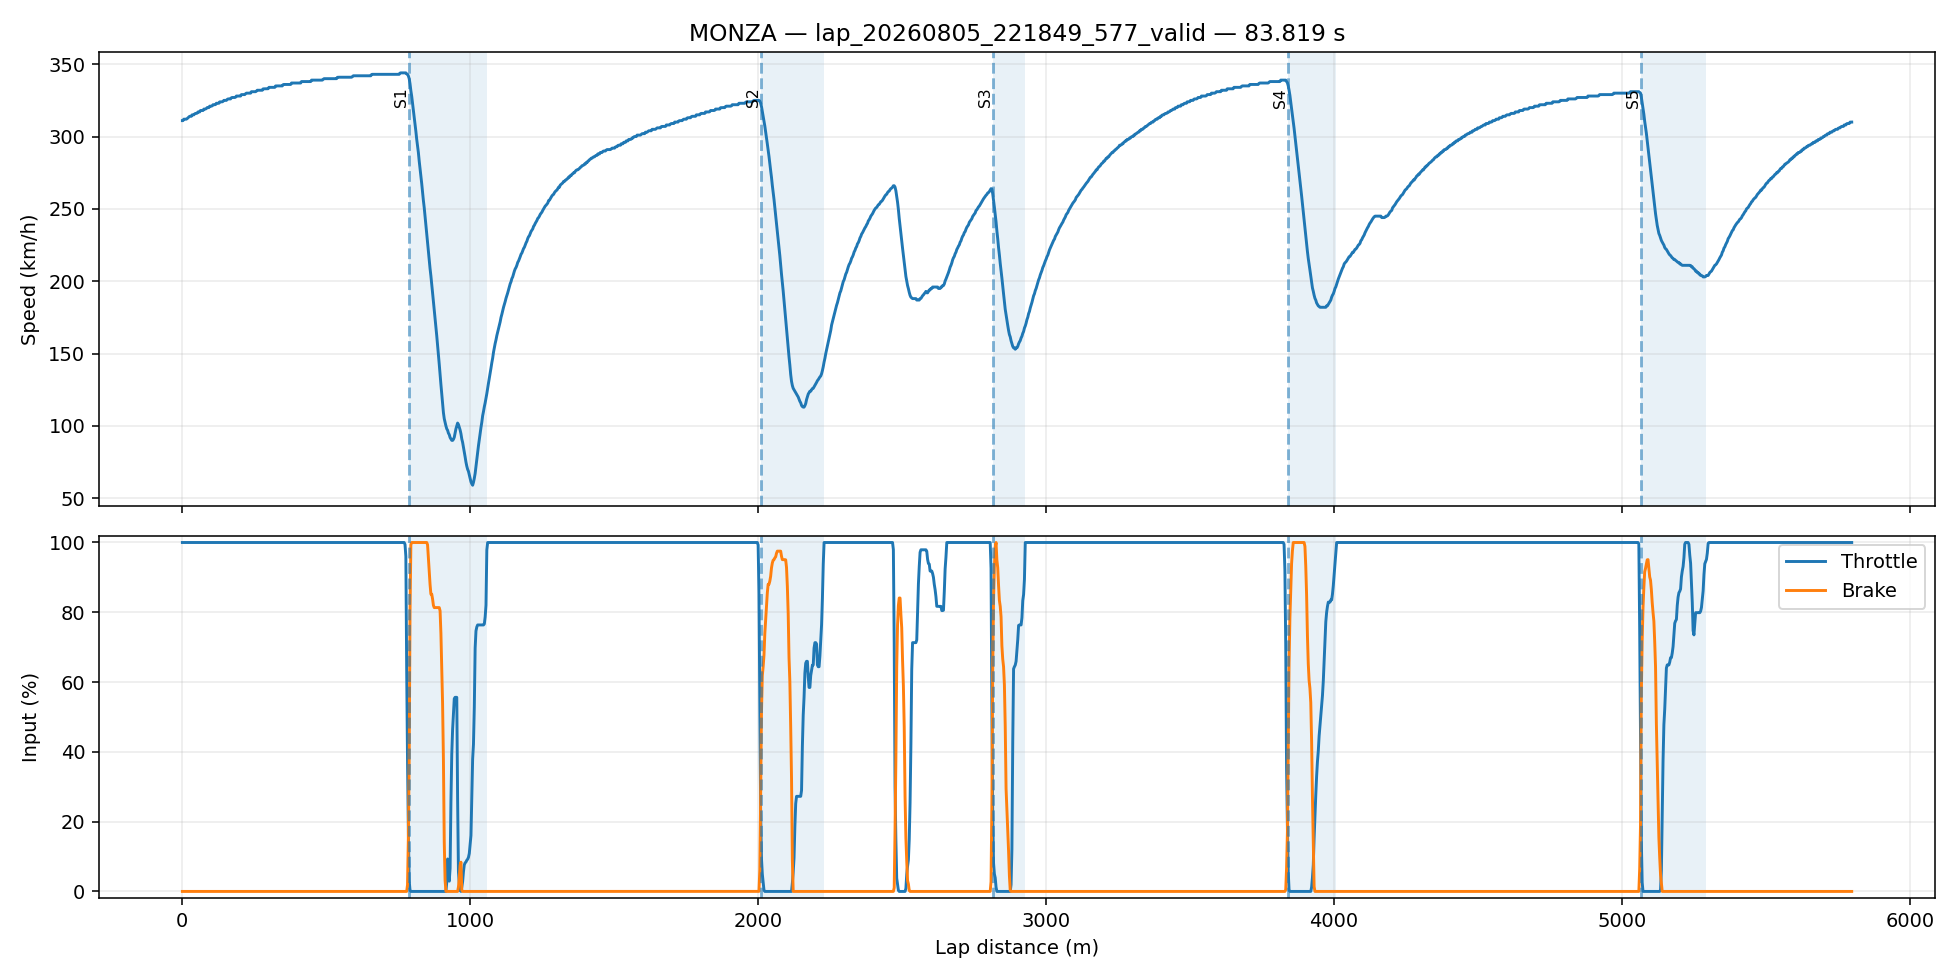 MONZA — lap_20260805_221849_577_valid — 83.819 s
350
300
250
200
150
100
50
Speed (km/h)
S1
S2
S3
S4
S5
100
80
60
40
20
0
Input (%)
Throttle
Brake
0
1000
2000
3000
4000
5000
6000
Lap distance (m)